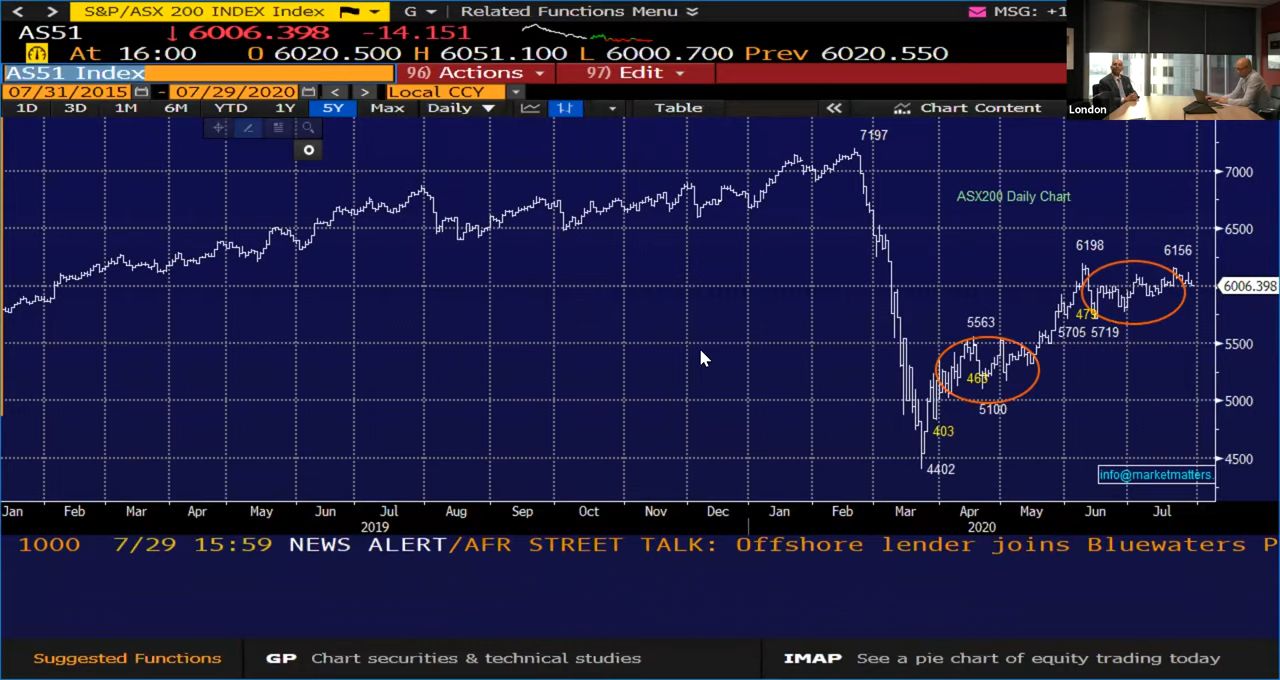 < > S&P/ASX 200 INDEX Index G Related Functions Menu MSG: +1
AS51 ↓ 6006.398 -14.151
At 16:00 O 6020.500 H 6051.100 L 6000.700 Prev 6020.550
AS51 Index 96) Actions 97) Edit
07/31/2015 - 07/29/2020 < > Local CCY
1D 3D 1M 6M YTD 1Y 5Y Max Daily ▼ Table « Chart Content
London
7197
7000
ASX200 Daily Chart
6500
6198 6156
6006.398
5705 5719
5563
5500
5100
5000
403
4402
4500
info@marketmatters.
Jan Feb Mar Apr May Jun Jul Aug Sep Oct Nov Dec Jan Feb Mar Apr May Jun Jul
2019 2020
1000 7/29 15:59 NEWS ALERT/AFR STREET TALK: Offshore lender joins Bluewaters P
Suggested Functions GP Chart securities & technical studies IMAP See a pie chart of equity trading today